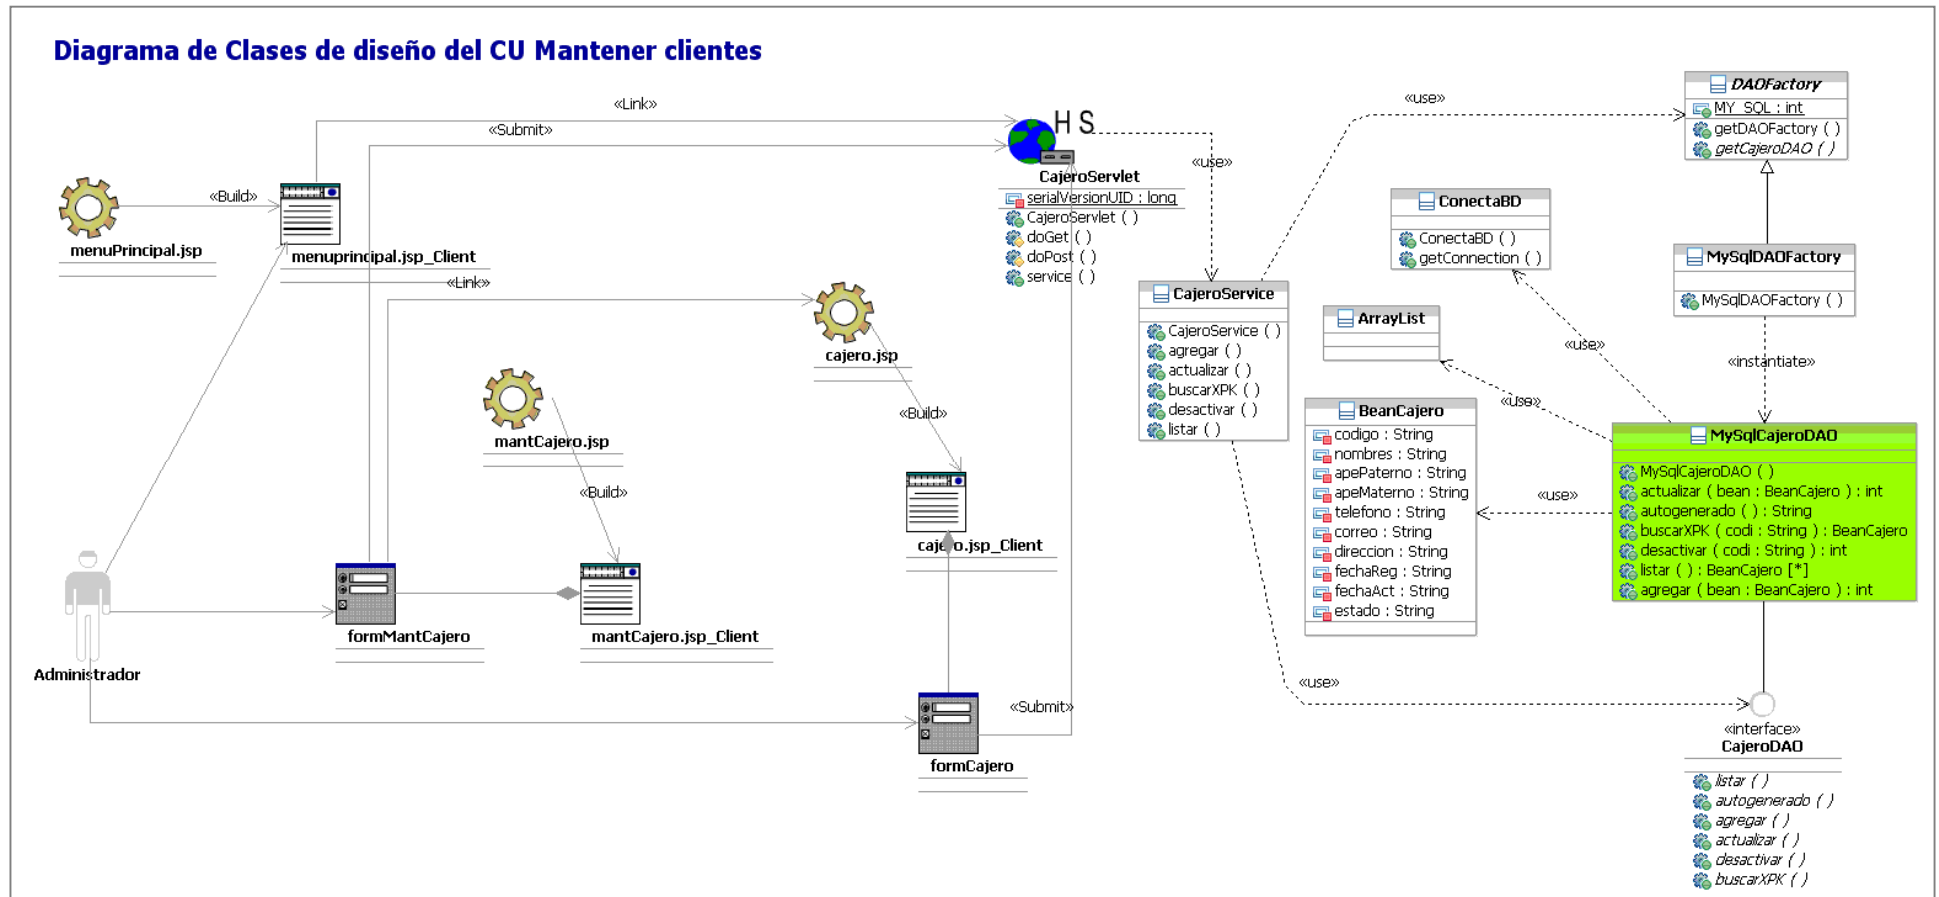 Diagrama de Clases de diseño del CU Mantener clientes
«Link»
«Submit»
H S
CajeroServlet
serialVersionUID : long
CajeroServlet ( )
doGet ( )
doPost ( )
service ( )
«Build»
menuPrincipal.jsp
menuprincipal.jsp_Client
«Link»
cajero.jsp
«Build»
mantCajero.jsp
«Build»
cajero.jsp_Client
formMantCajero
mantCajero.jsp_Client
Administrador
«Submit»
formCajero
«use»
CajeroService
CajeroService ( )
agregar ( )
actualizar ( )
buscarXPK ( )
desactivar ( )
listar ( )
«use»
DAOFactory
MY_SQL : int
getDAOFactory ( )
getCajeroDAO ( )
ConectaBD
ConectaBD ( )
getConnection ( )
MySqlDAOFactory
MySqlDAOFactory ( )
ArrayList
«use»
«instantiate»
«use»
BeanCajero
codigo : String
nombres : String
apePaterno : String
apeMaterno : String
telefono : String
correo : String
direccion : String
fechaReg : String
fechaAct : String
estado : String
«use»
MySqlCajeroDAO
MySqlCajeroDAO ( )
actualizar ( bean : BeanCajero ) : int
autogenerado ( ) : String
buscarXPK ( codi : String ) : BeanCajero
desactivar ( codi : String ) : int
listar ( ) : BeanCajero [*]
agregar ( bean : BeanCajero ) : int
«use»
«interface»
CajeroDAO
listar ( )
autogenerado ( )
agregar ( )
actualizar ( )
desactivar ( )
buscarXPK ( )